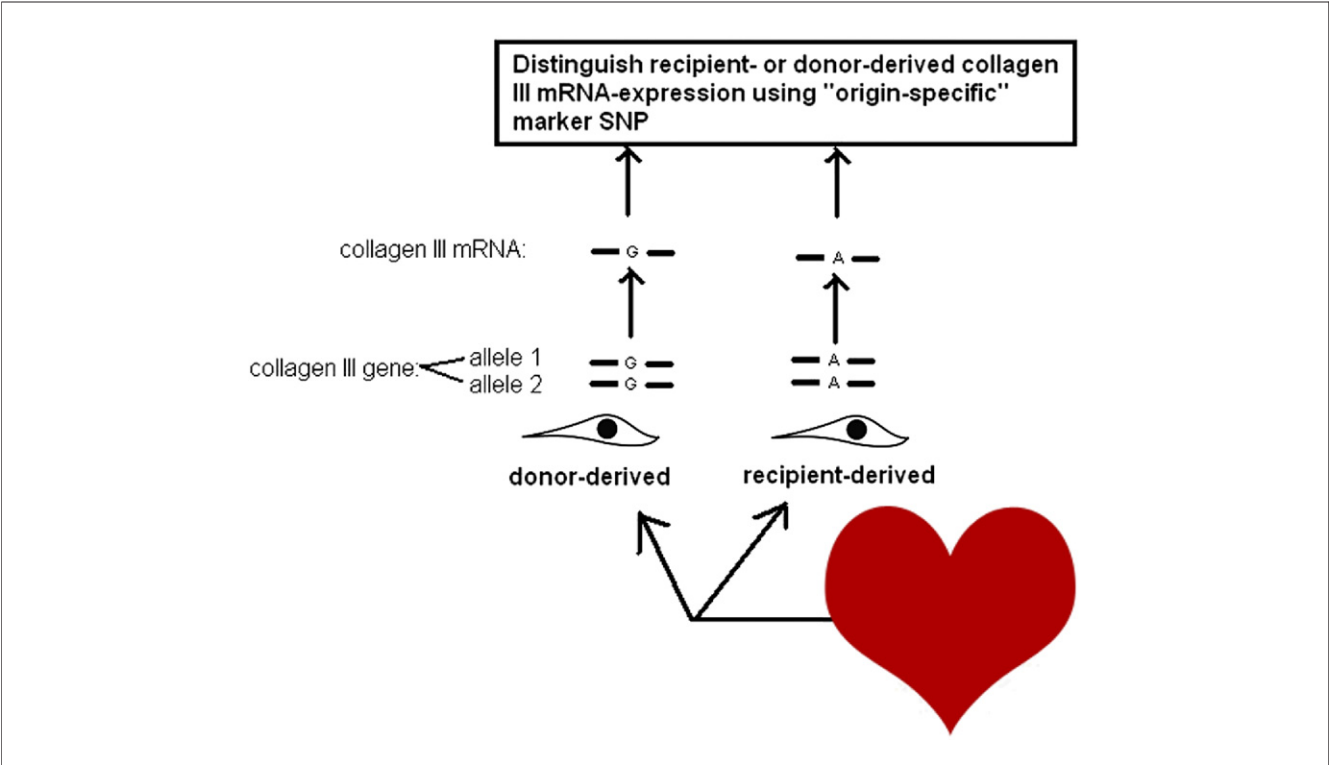 Distinguish recipient- or donor-derived collagen
III mRNA-expression using "origin-specific"
marker SNP
collagen III mRNA:
G
A
collagen III gene:
allele 1
G
A
allele 2
G
A
donor-derived
recipient-derived